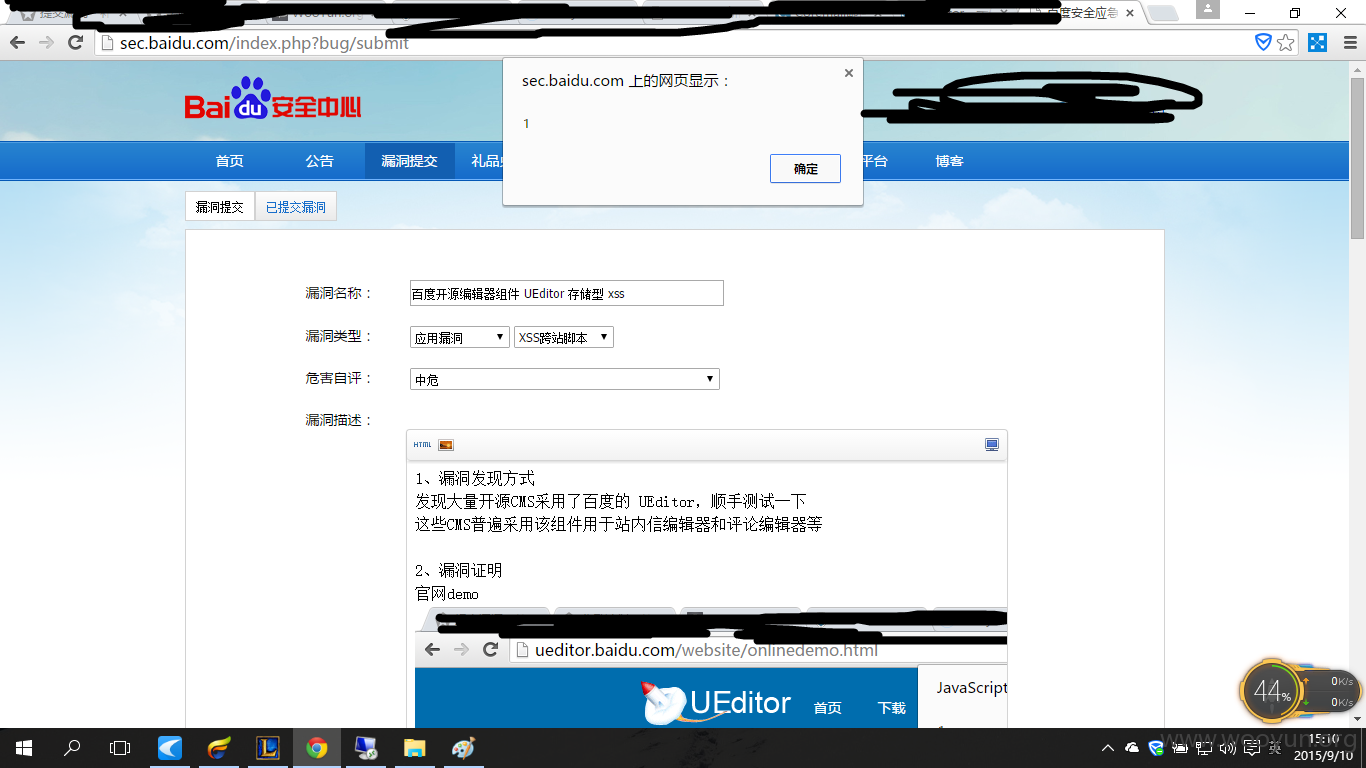 提交漏洞
WooYun.org
百度安全应急
sec.baidu.com/index.php?bug/submit
sec.baidu.com 上的网页显示：
1
确定
Baidu安全中心
首页
公告
漏洞提交
礼品
平台
博客
漏洞提交
已提交漏洞
漏洞名称：
百度开源编辑器组件 UEditor 存储型 xss
漏洞类型：
应用漏洞
XSS跨站脚本
危害自评：
中危
漏洞描述：
HTML
1、漏洞发现方式
发现大量开源CMS采用了百度的 UEditor，顺手测试一下
这些CMS普遍采用该组件用于站内信编辑器和评论编辑器等
2、漏洞证明
官网demo
ueditor.baidu.com/website/onlinedemo.html
UEditor
首页
下载
JavaScript
44%
0K/s
0K/s
www.wooyun.org
英
15:10
2015/9/10